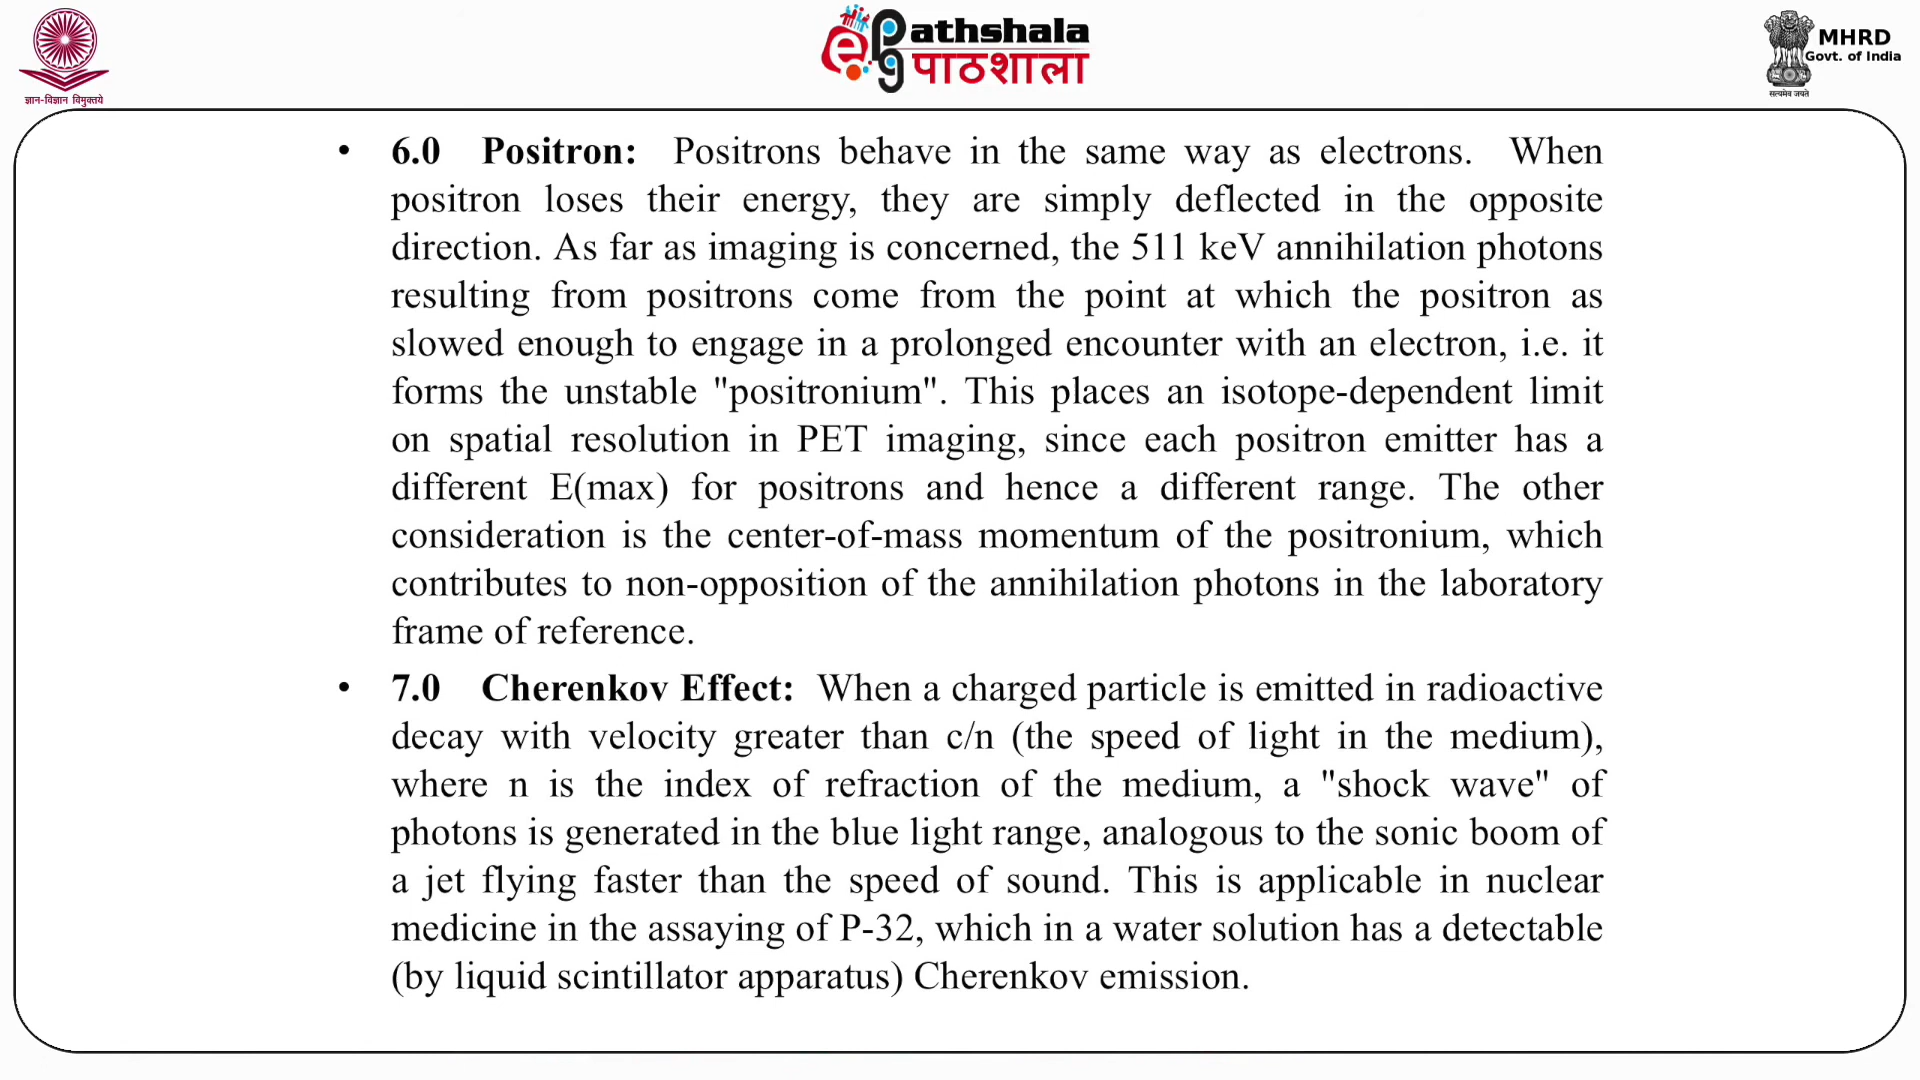 ज्ञान-विज्ञान विमुक्तये
ePG Pathshala
पाठशाला
MHRD
Govt. of India
सत्यमेव जयते
• 6.0 Positron: Positrons behave in the same way as electrons. When
positron loses their energy, they are simply deflected in the opposite
direction. As far as imaging is concerned, the 511 keV annihilation photons
resulting from positrons come from the point at which the positron as
slowed enough to engage in a prolonged encounter with an electron, i.e. it
forms the unstable "positronium". This places an isotope-dependent limit
on spatial resolution in PET imaging, since each positron emitter has a
different E(max) for positrons and hence a different range. The other
consideration is the center-of-mass momentum of the positronium, which
contributes to non-opposition of the annihilation photons in the laboratory
frame of reference.
• 7.0 Cherenkov Effect: When a charged particle is emitted in radioactive
decay with velocity greater than c/n (the speed of light in the medium),
where n is the index of refraction of the medium, a "shock wave" of
photons is generated in the blue light range, analogous to the sonic boom of
a jet flying faster than the speed of sound. This is applicable in nuclear
medicine in the assaying of P-32, which in a water solution has a detectable
(by liquid scintillator apparatus) Cherenkov emission.